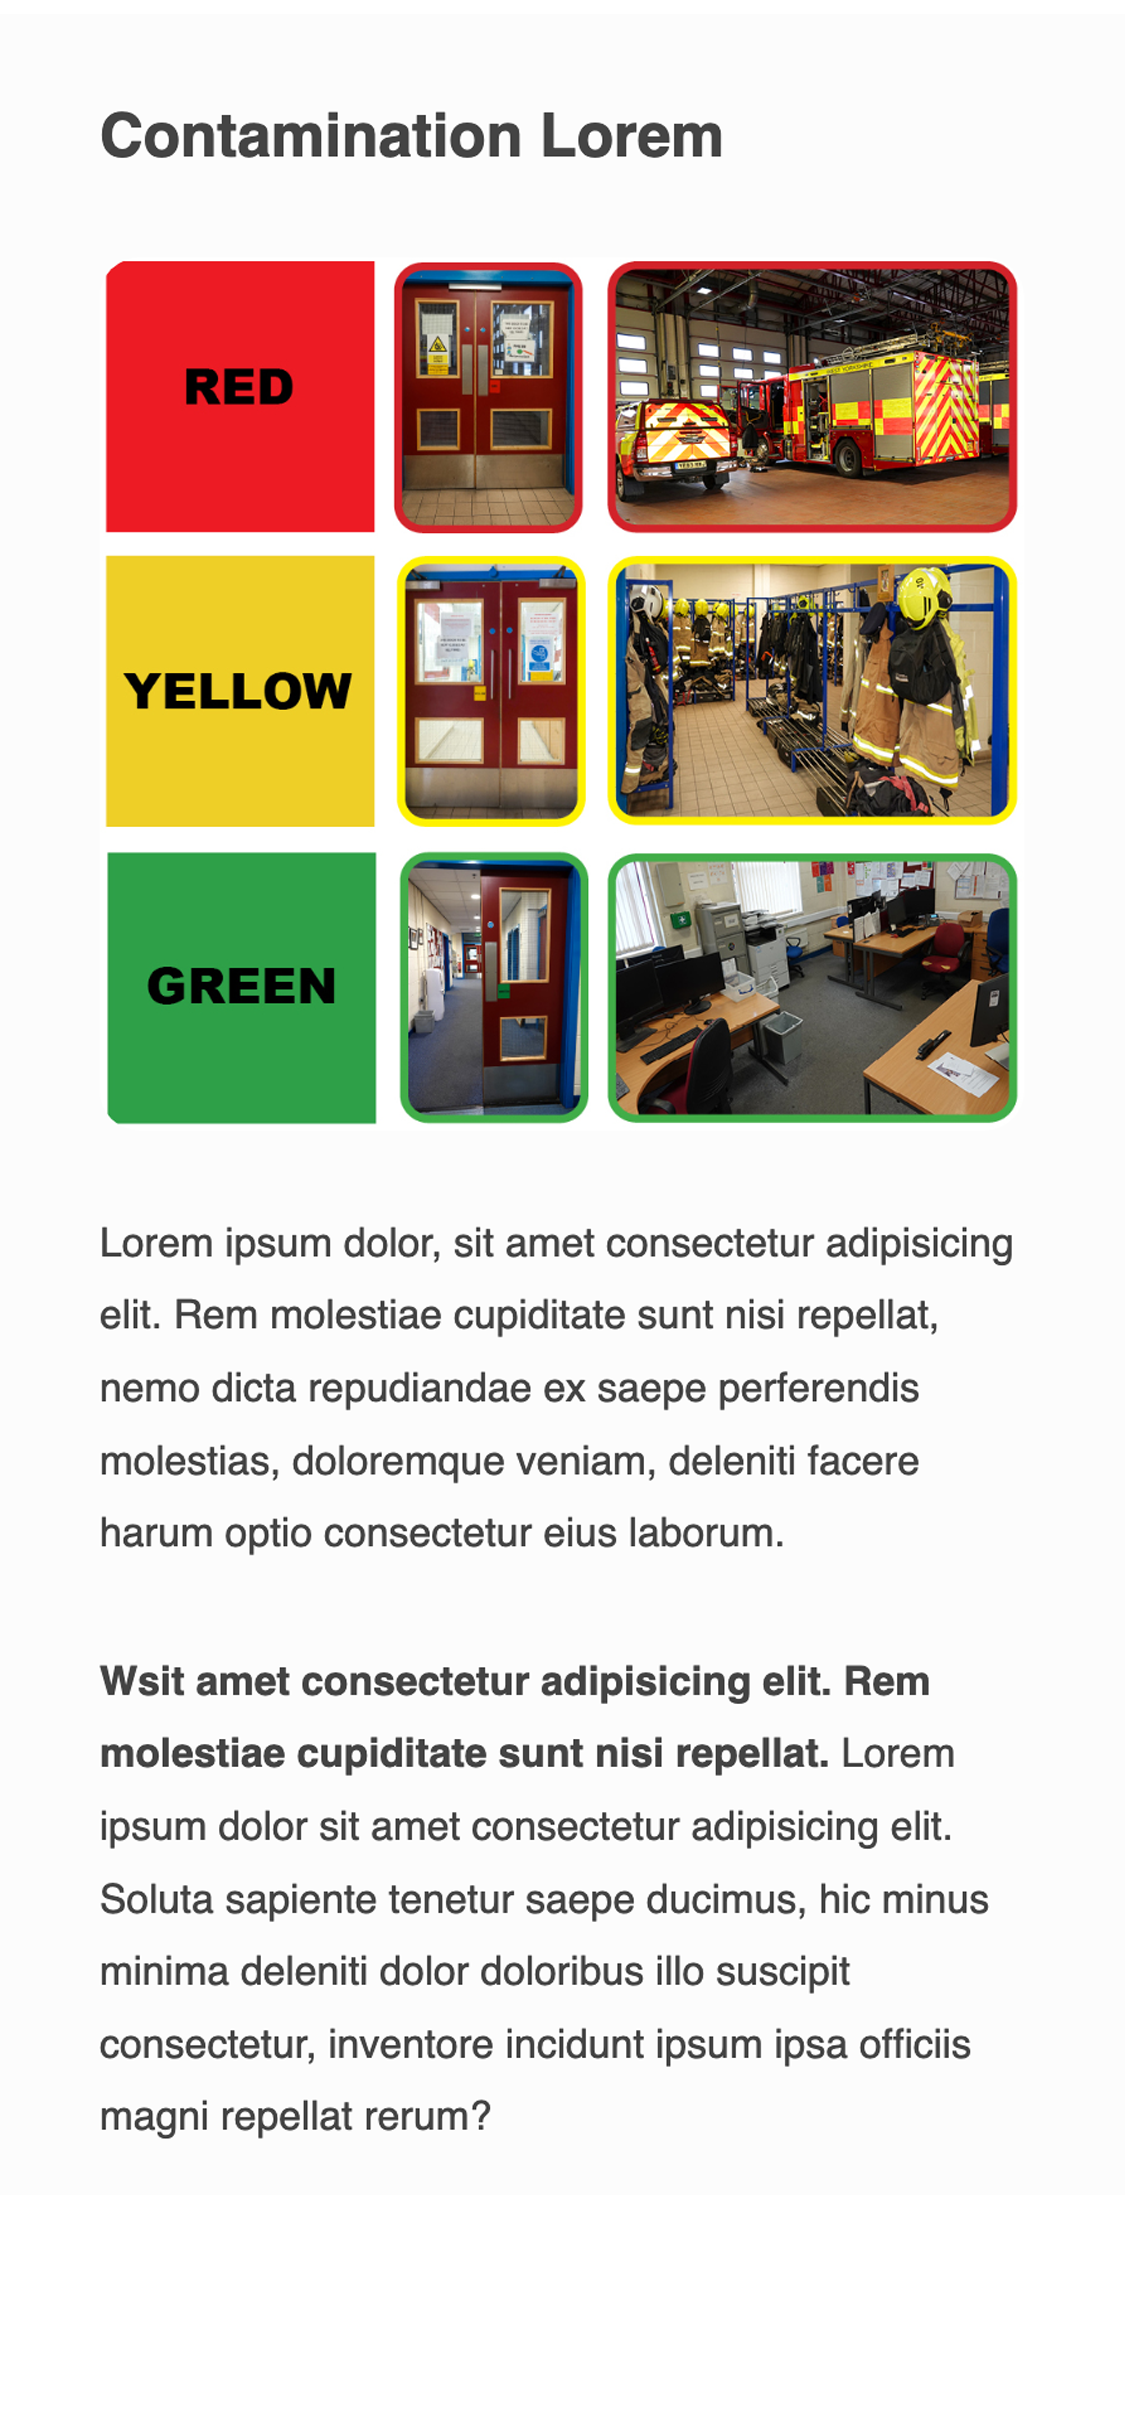 Contamination Lorem
RED
WEST YORKSHIRE
YELLOW
GREEN
Lorem ipsum dolor, sit amet consectetur adipisicing
elit. Rem molestiae cupiditate sunt nisi repellat,
nemo dicta repudiandae ex saepe perferendis
molestias, doloremque veniam, deleniti facere
harum optio consectetur eius laborum.
Wsit amet consectetur adipisicing elit. Rem
molestiae cupiditate sunt nisi repellat. Lorem
ipsum dolor sit amet consectetur adipisicing elit.
Soluta sapiente tenetur saepe ducimus, hic minus
minima deleniti dolor doloribus illo suscipit
consectetur, inventore incidunt ipsum ipsa officiis
magni repellat rerum?